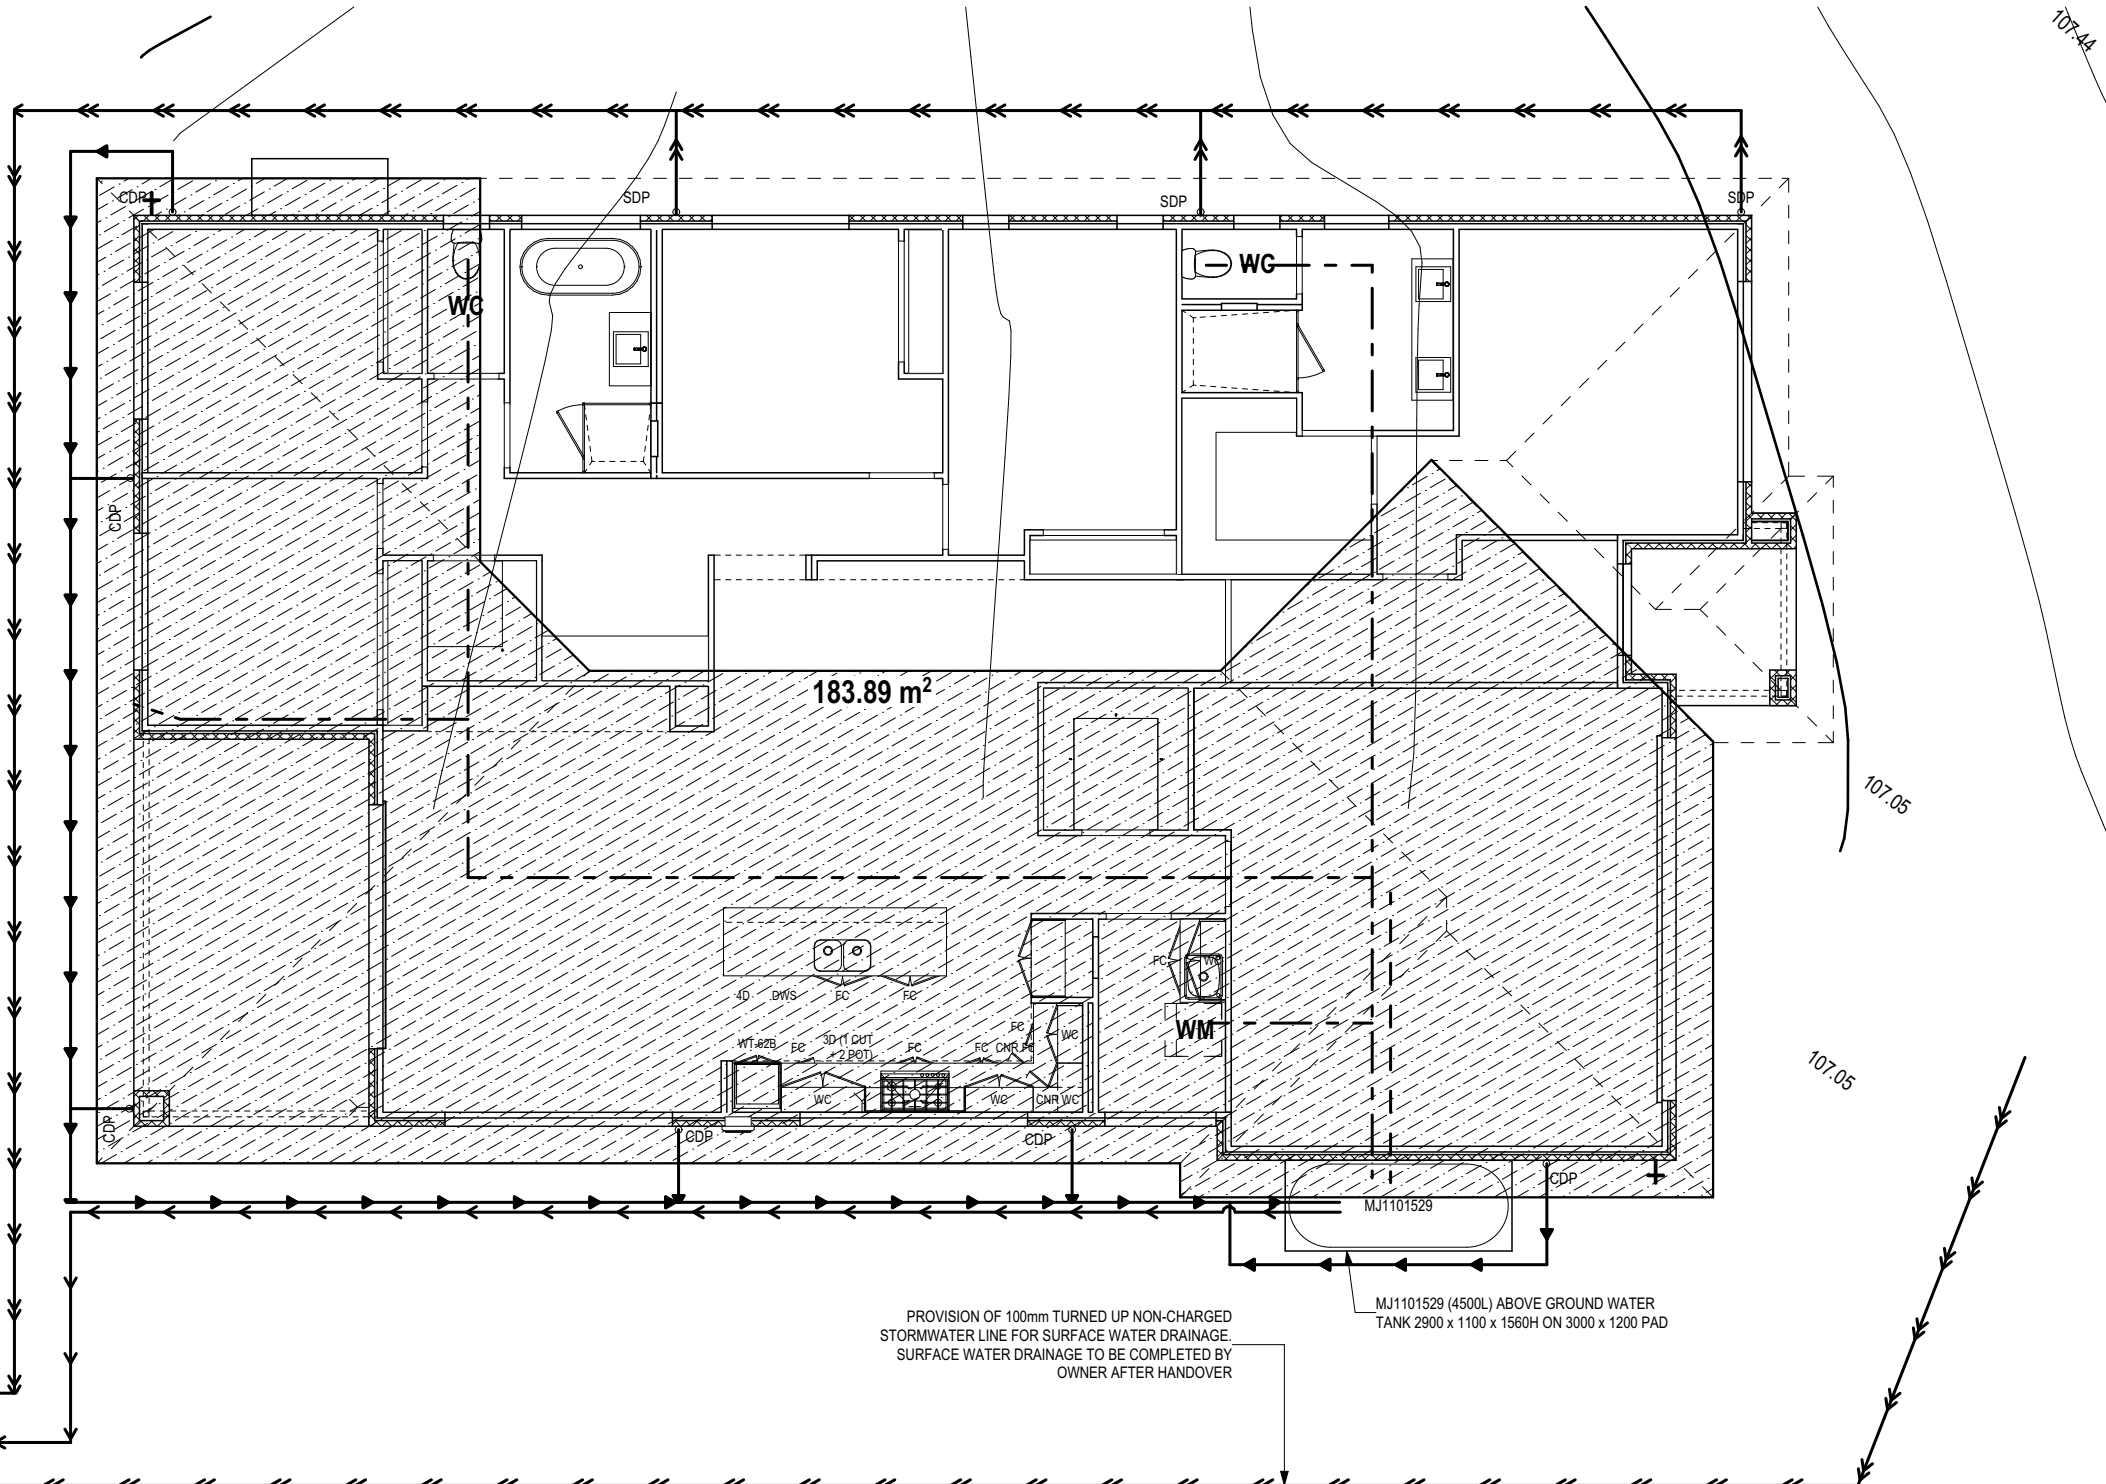 107.44
CDP
SDP
SDP
SDP
WC
WC
CDP
183.89 m²
107.05
107.05
FC
WC
4D
DWS
FC
FC
WM
WT-62B
FC
3D (1 CUT
+ 2 POT)
FC
FC
CNR FC
FC
WC
WC
WC
CNR WC
CDP
CDP
CDP
CDP
MJ1101529
MJ1101529 (4500L) ABOVE GROUND WATER
TANK 2900 x 1100 x 1560H ON 3000 x 1200 PAD
PROVISION OF 100mm TURNED UP NON-CHARGED
STORMWATER LINE FOR SURFACE WATER DRAINAGE.
SURFACE WATER DRAINAGE TO BE COMPLETED BY
OWNER AFTER HANDOVER